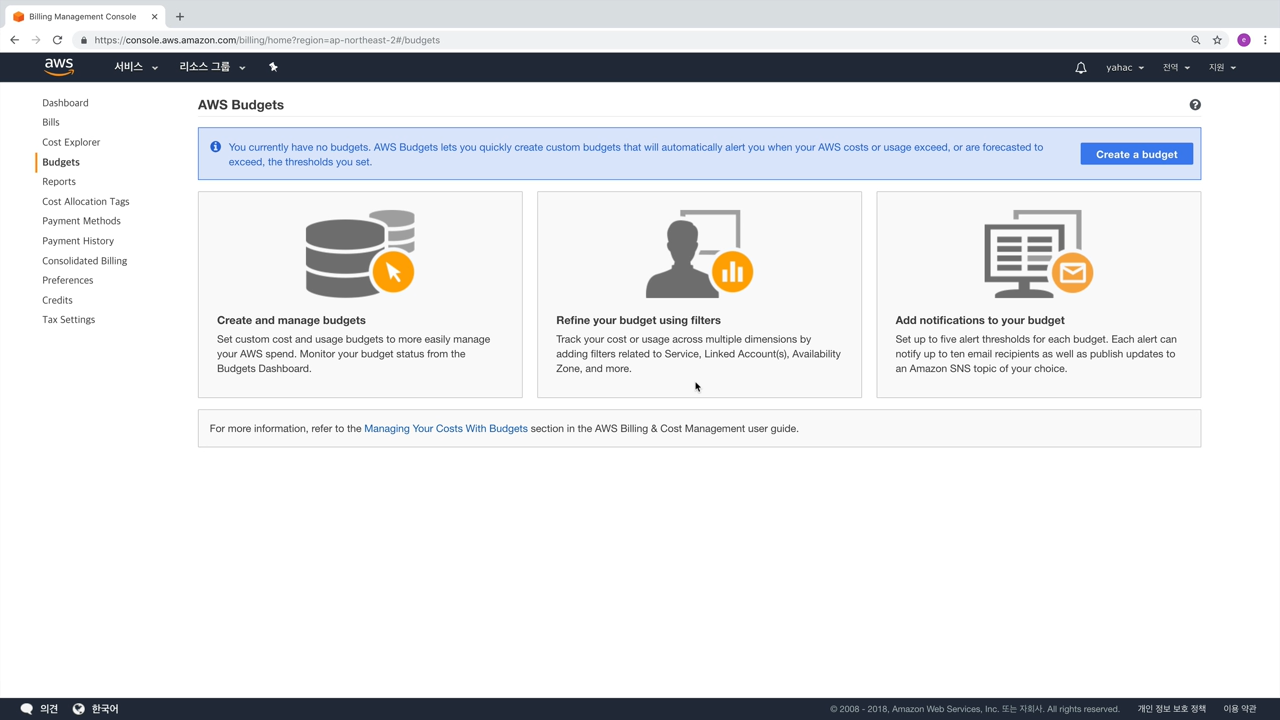 Billing Management Console
https://console.aws.amazon.com/billing/home?region=ap-northeast-2#/budgets
e
aws
서비스
리소스 그룹
yahac
전역
지원
Dashboard
Bills
Cost Explorer
Budgets
Reports
Cost Allocation Tags
Payment Methods
Payment History
Consolidated Billing
Preferences
Credits
Tax Settings
AWS Budgets
You currently have no budgets. AWS Budgets lets you quickly create custom budgets that will automatically alert you when your AWS costs or usage exceed, or are forecasted to
exceed, the thresholds you set.
Create a budget
Create and manage budgets
Set custom cost and usage budgets to more easily manage
your AWS spend. Monitor your budget status from the
Budgets Dashboard.
Refine your budget using filters
Track your cost or usage across multiple dimensions by
adding filters related to Service, Linked Account(s), Availability
Zone, and more.
Add notifications to your budget
Set up to five alert thresholds for each budget. Each alert can
notify up to ten email recipients as well as publish updates to
an Amazon SNS topic of your choice.
For more information, refer to the Managing Your Costs With Budgets section in the AWS Billing & Cost Management user guide.
의견
한국어
© 2008 - 2018, Amazon Web Services, Inc. 또는 자회사. All rights reserved.
개인 정보 보호 정책
이용 약관